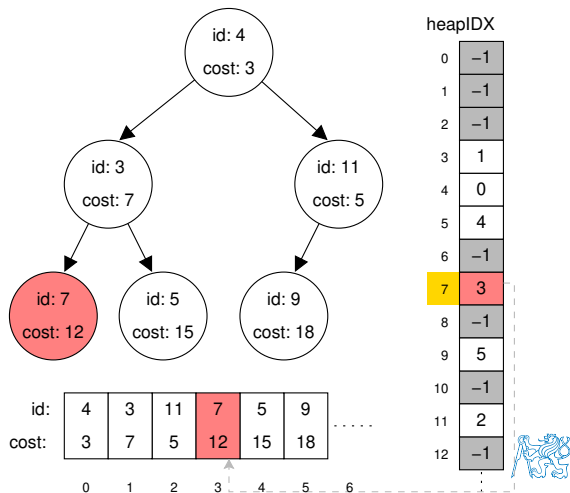 heapIDX
id: 4
cost: 3
id: 3
cost: 7
id: 11
cost: 5
id: 7
cost: 12
id: 5
cost: 15
id: 9
cost: 18
0 −1
1 −1
2 −1
3 1
4 0
5 4
6 −1
7 3
8 −1
9 5
10 −1
11 2
12 −1
id: 4 3 11 7 5 9
cost: 3 7 5 12 15 18
0 1 2 3 4 5 6